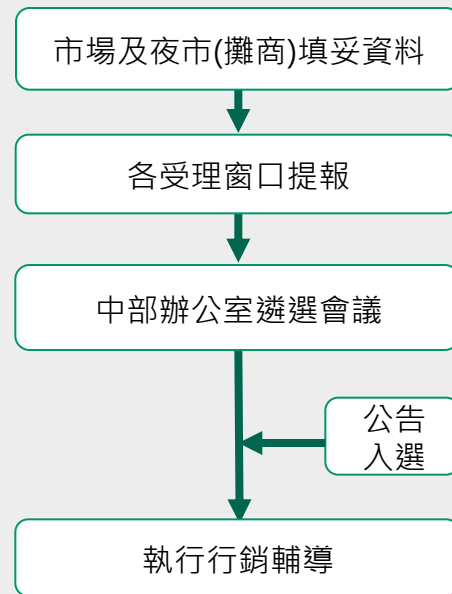 市場及夜市(攤商)填妥資料
各受理窗口提報
中部辦公室遴選會議
公告
入選
執行行銷輔導